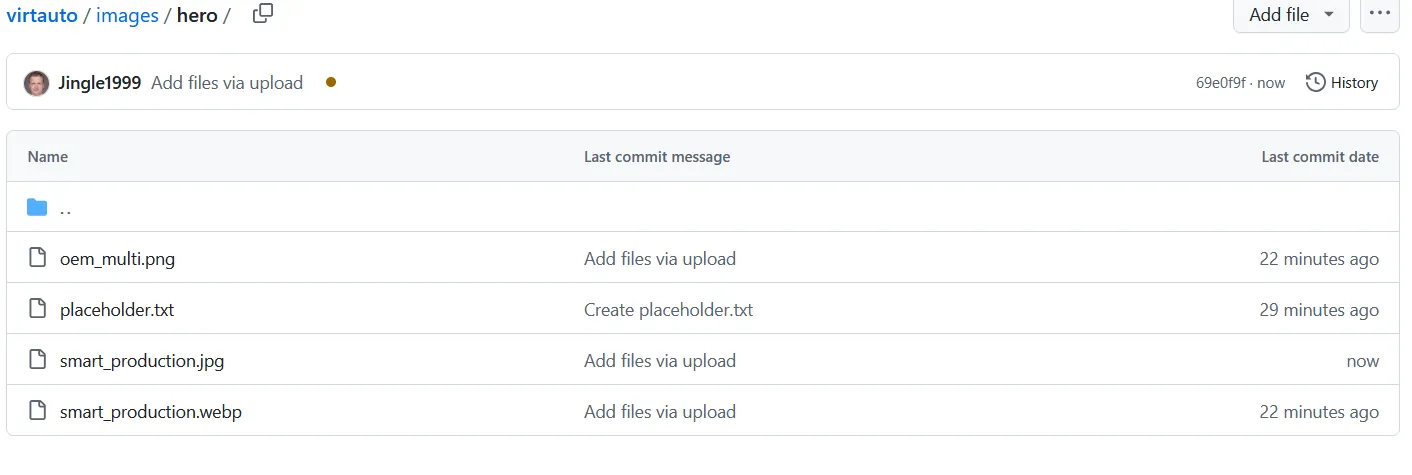 virtauto / images / hero /
Add file
Jingle1999 Add files via upload
69e0f9f · now
History
Name Last commit message Last commit date
..
oem_multi.png Add files via upload 22 minutes ago
placeholder.txt Create placeholder.txt 29 minutes ago
smart_production.jpg Add files via upload now
smart_production.webp Add files via upload 22 minutes ago